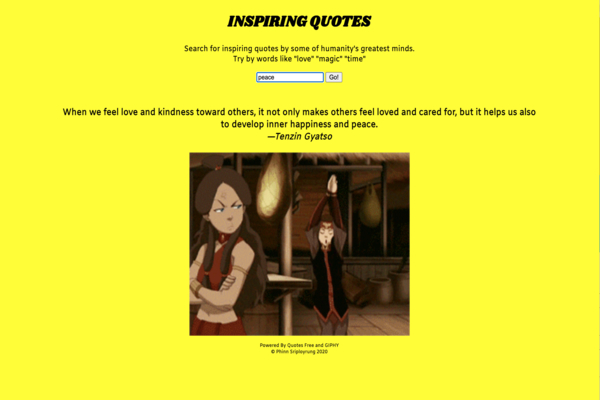 INSPIRING QUOTES
Search for inspiring quotes by some of humanity's greatest minds.
Try by words like "love" "magic" "time"
peace Go!
When we feel love and kindness toward others, it not only makes others feel loved and cared for, but it helps us also
to develop inner happiness and peace.
—Tenzin Gyatso
Powered By Quotes Free and GIPHY
© Phinn Sripleyrung 2020